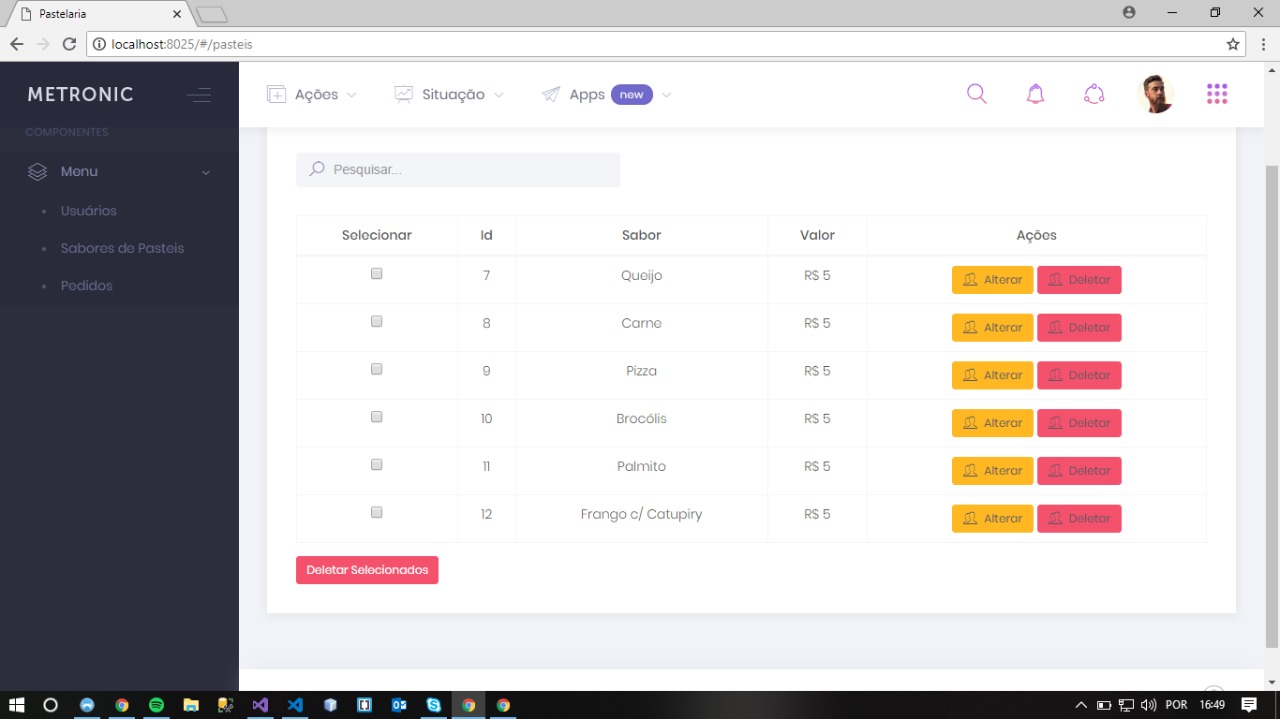 Pastelaria
localhost:8025/#/pasteis
METRONIC
Ações
Situação
Apps new
COMPONENTES
Menu
Usuários
Sabores de Pasteis
Pedidos
Pesquisar...
Selecionar Id Sabor Valor Ações
7 Queijo R$ 5 Alterar Deletar
8 Carne R$ 5 Alterar Deletar
9 Pizza R$ 5 Alterar Deletar
10 Brocólis R$ 5 Alterar Deletar
11 Palmito R$ 5 Alterar Deletar
12 Frango c/ Catupiry R$ 5 Alterar Deletar
Deletar Selecionados
POR 16:49